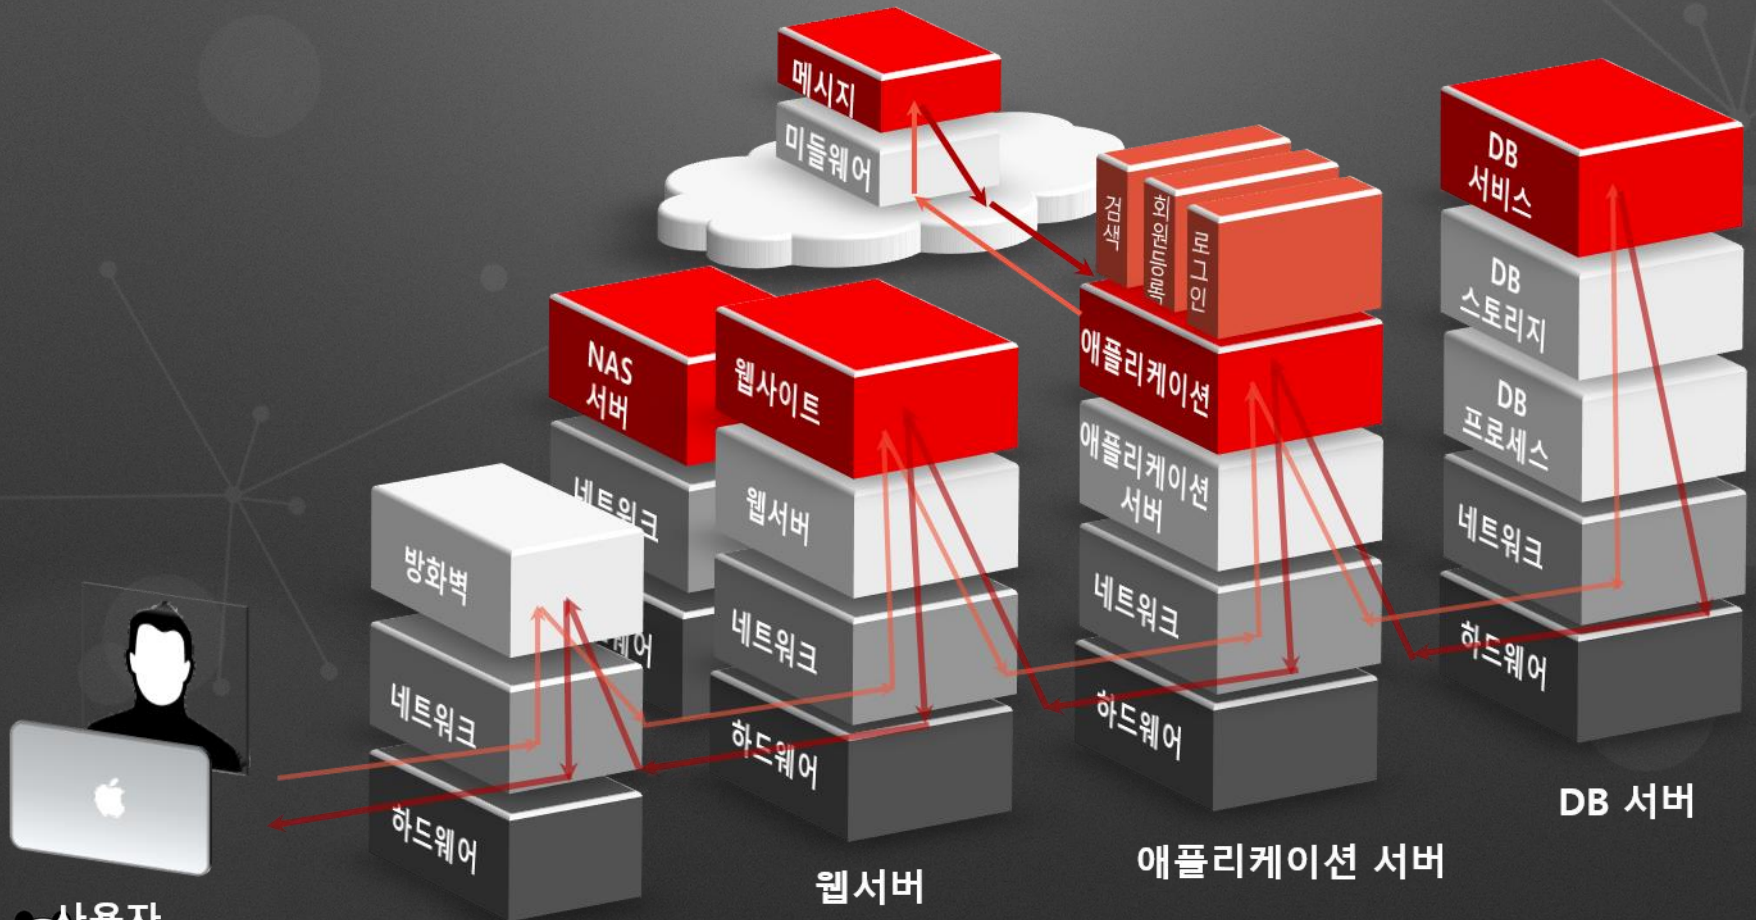 메시지
미들웨어
검색
회원등록
로그인
애플리케이션
애플리케이션
서버
네트워크
하드웨어
DB
서비스
DB
스토리지
DB
프로세스
네트워크
하드웨어
NAS
서버
네트워크
웹사이트
웹서버
네트워크
하드웨어
방화벽
네트워크
하드웨어
사용자
웹서버
애플리케이션 서버
DB 서버